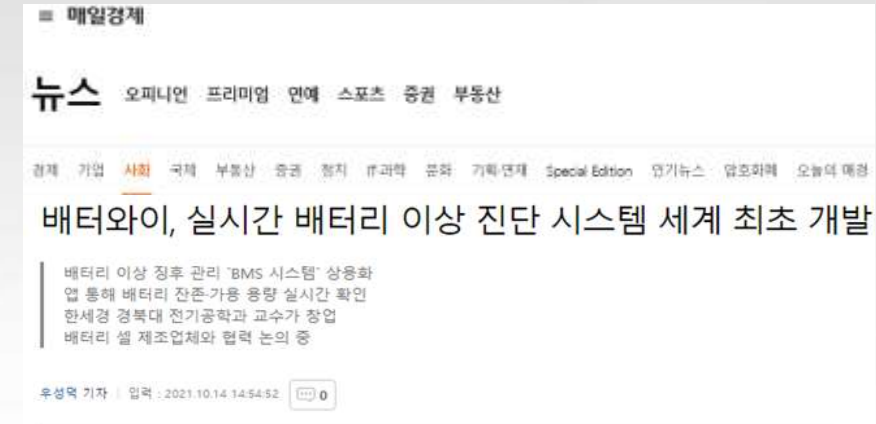 매일경제
뉴스 오피니언 프리미엄 연예 스포츠 증권 부동산
경제 기업 사회 국제 부동산 증권 정치 IT·과학 문화 기획·연재 Special Edition 인기뉴스 암호화폐 오늘의 매경
배터와이, 실시간 배터리 이상 진단 시스템 세계 최초 개발
배터리 이상 징후 관리 'BMS 시스템' 상용화
앱 통해 배터리 잔존·가용 용량 실시간 확인
한세경 경북대 전기공학과 교수가 창업
배터리 셀 제조업체와 협력 논의 중
우성덕 기자 | 입력 : 2021.10.14 14:54:52 0